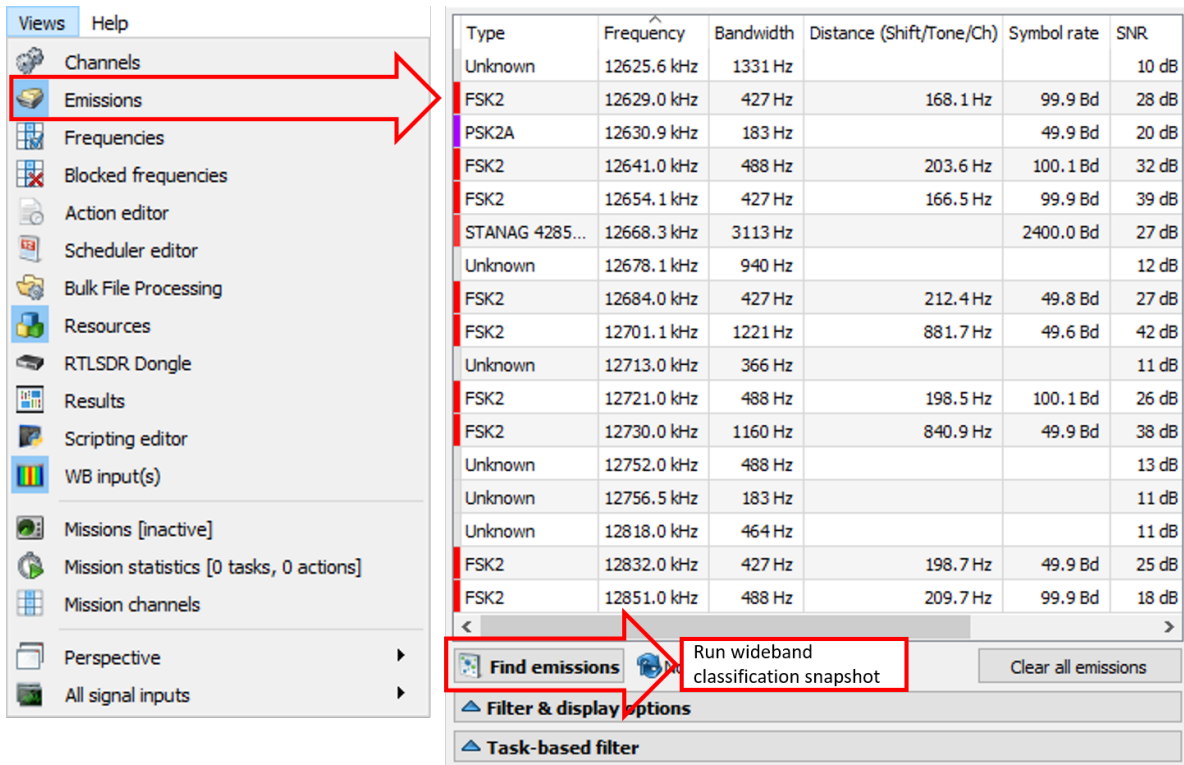 Views Help
Channels
Emissions
Frequencies
Blocked frequencies
Action editor
Scheduler editor
Bulk File Processing
Resources
RTLSDR Dongle
Results
Scripting editor
WB input(s)
Missions [inactive]
Mission statistics [0 tasks, 0 actions]
Mission channels
Perspective
All signal inputs
Type Frequency Bandwidth Distance (Shift/Tone/Ch) Symbol rate SNR
Unknown 12625.6 kHz 1331 Hz 10 dB
FSK2 12629.0 kHz 427 Hz 168.1 Hz 99.9 Bd 28 dB
PSK2A 12630.9 kHz 183 Hz 49.9 Bd 20 dB
FSK2 12641.0 kHz 488 Hz 203.6 Hz 100.1 Bd 32 dB
FSK2 12654.1 kHz 427 Hz 166.5 Hz 99.9 Bd 39 dB
STANAG 4285... 12668.3 kHz 3113 Hz 2400.0 Bd 27 dB
Unknown 12678.1 kHz 940 Hz 12 dB
FSK2 12684.0 kHz 427 Hz 212.4 Hz 49.8 Bd 27 dB
FSK2 12701.1 kHz 1221 Hz 881.7 Hz 49.6 Bd 42 dB
Unknown 12713.0 kHz 366 Hz 11 dB
FSK2 12721.0 kHz 488 Hz 198.5 Hz 100.1 Bd 26 dB
FSK2 12730.0 kHz 1160 Hz 840.9 Hz 49.9 Bd 38 dB
Unknown 12752.0 kHz 488 Hz 13 dB
Unknown 12756.5 kHz 183 Hz 11 dB
Unknown 12818.0 kHz 464 Hz 11 dB
FSK2 12832.0 kHz 427 Hz 198.7 Hz 49.9 Bd 25 dB
FSK2 12851.0 kHz 488 Hz 209.7 Hz 99.9 Bd 18 dB
Find emissions
Run wideband
classification snapshot
Clear all emissions
Filter & display options
Task-based filter